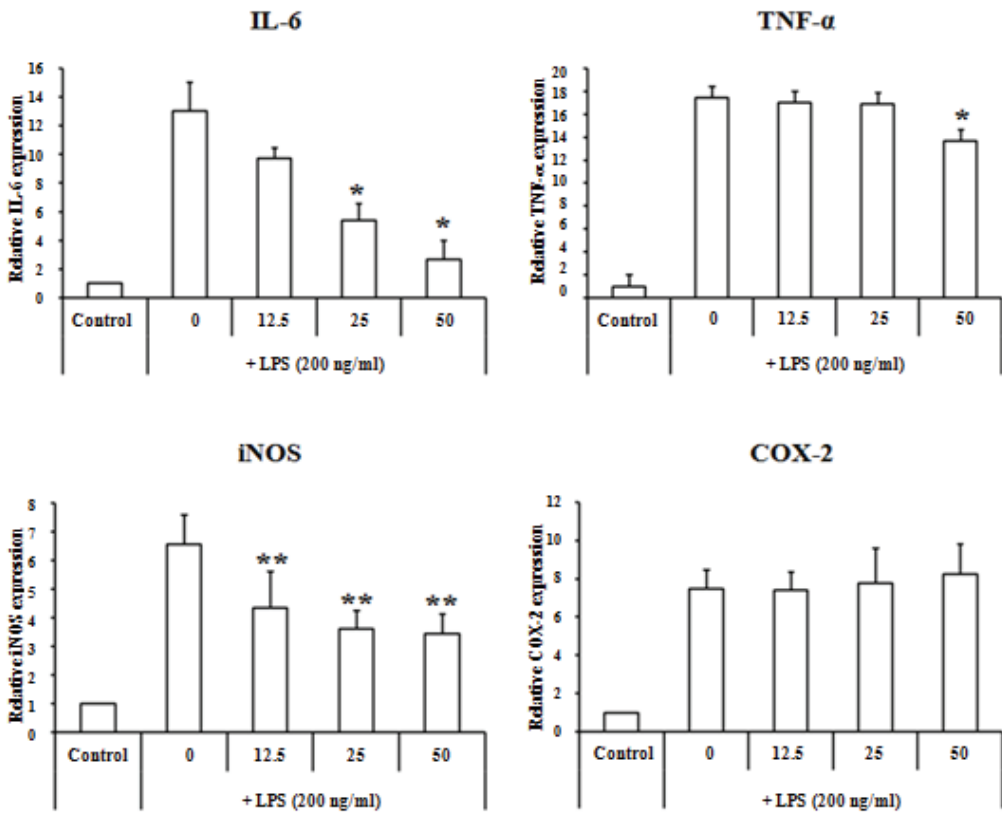 IL-6
Relative IL-6 expression
16
14
12
10
8
6
4
2
0
Control 0 12.5 25 50
* *
+ LPS (200 ng/ml)
TNF-α
Relative TNF-α expression
20
18
16
14
12
10
8
6
4
2
0
*
Control 0 12.5 25 50
+ LPS (200 ng/ml)
iNOS
Relative iNOS expression
8
7
6
5
4
3
2
1
0
** ** **
Control 0 12.5 25 50
+ LPS (200 ng/ml)
COX-2
Relative COX-2 expression
12
10
8
6
4
2
0
Control 0 12.5 25 50
+ LPS (200 ng/ml)